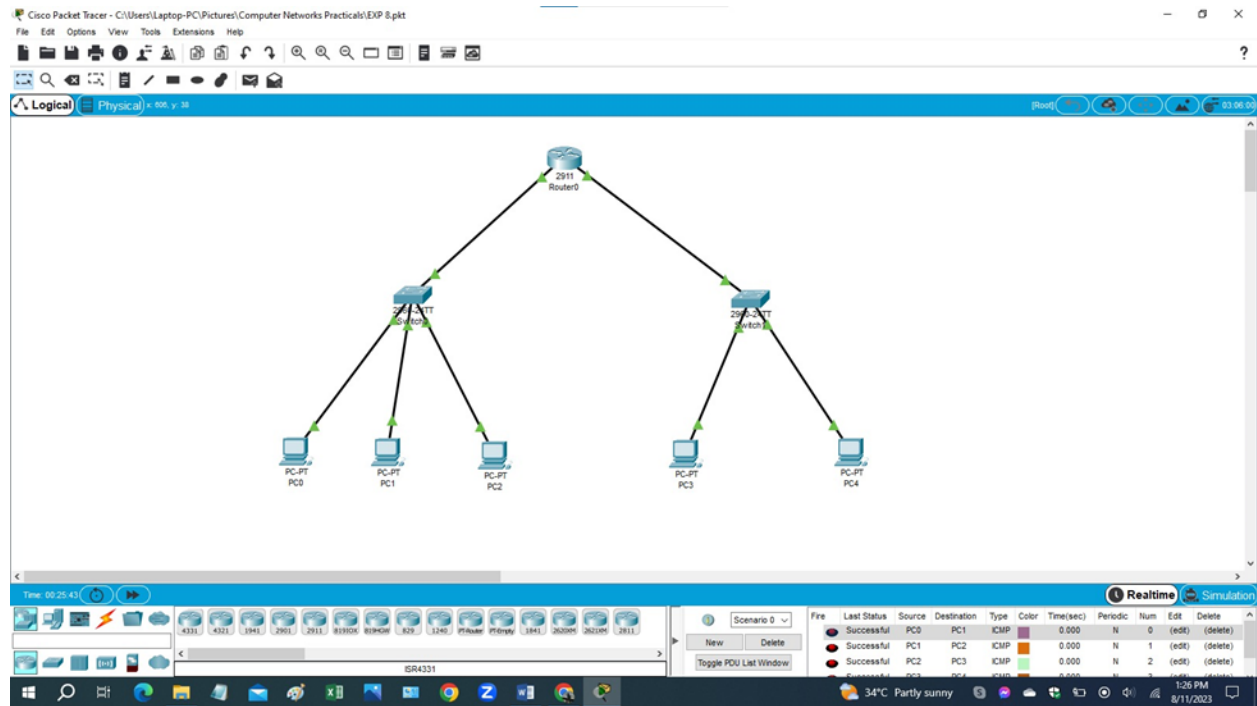 Cisco Packet Tracer - C:\Users\Laptop-PC\Pictures\Computer Networks Practicals\EXP 8.pkt
File Edit Options View Tools Extensions Help
?
Logical Physical x: 606, y: 38 [Root] 03:06:00
2911
Router0
2960-24TT
Switch0
2960-24TT
Switch1
PC-PT
PC0
PC-PT
PC1
PC-PT
PC2
PC-PT
PC3
PC-PT
PC4
Time: 00:25:43 Realtime Simulation
4331 4321 1941 2901 2911 819IOX 819HGW 829 1240 PT-Router PT-Empty 1841 2620XM 2621XM 2811
ISR4331
Scenario 0
New Delete
Toggle PDU List Window
Fire Last Status Source Destination Type Color Time(sec) Periodic Num Edit Delete
Successful PC0 PC1 ICMP 0.000 N 0 (edit) (delete)
Successful PC1 PC2 ICMP 0.000 N 1 (edit) (delete)
Successful PC2 PC3 ICMP 0.000 N 2 (edit) (delete)
34°C Partly sunny
1:26 PM
8/11/2023